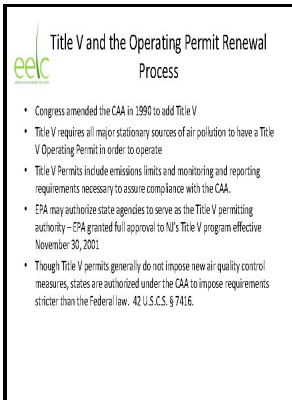 Title V and the Operating Permit Renewal
Process
eelc
• Congress amended the CAA in 1990 to add Title V
• Title V requires all major stationary sources of air pollution to have a Title
V Operating Permit in order to operate
• Title V Permits include emissions limits and monitoring and reporting
requirements necessary to assure compliance with the CAA.
• EPA may authorize state agencies to serve as the Title V permitting
authority – EPA granted full approval to NJ's Title V program effective
November 30, 2001
• Though Title V permits generally do not impose new air quality control
measures, states are authorized under the CAA to impose requirements
stricter than the Federal law. 42 U.S.C.S. § 7416.